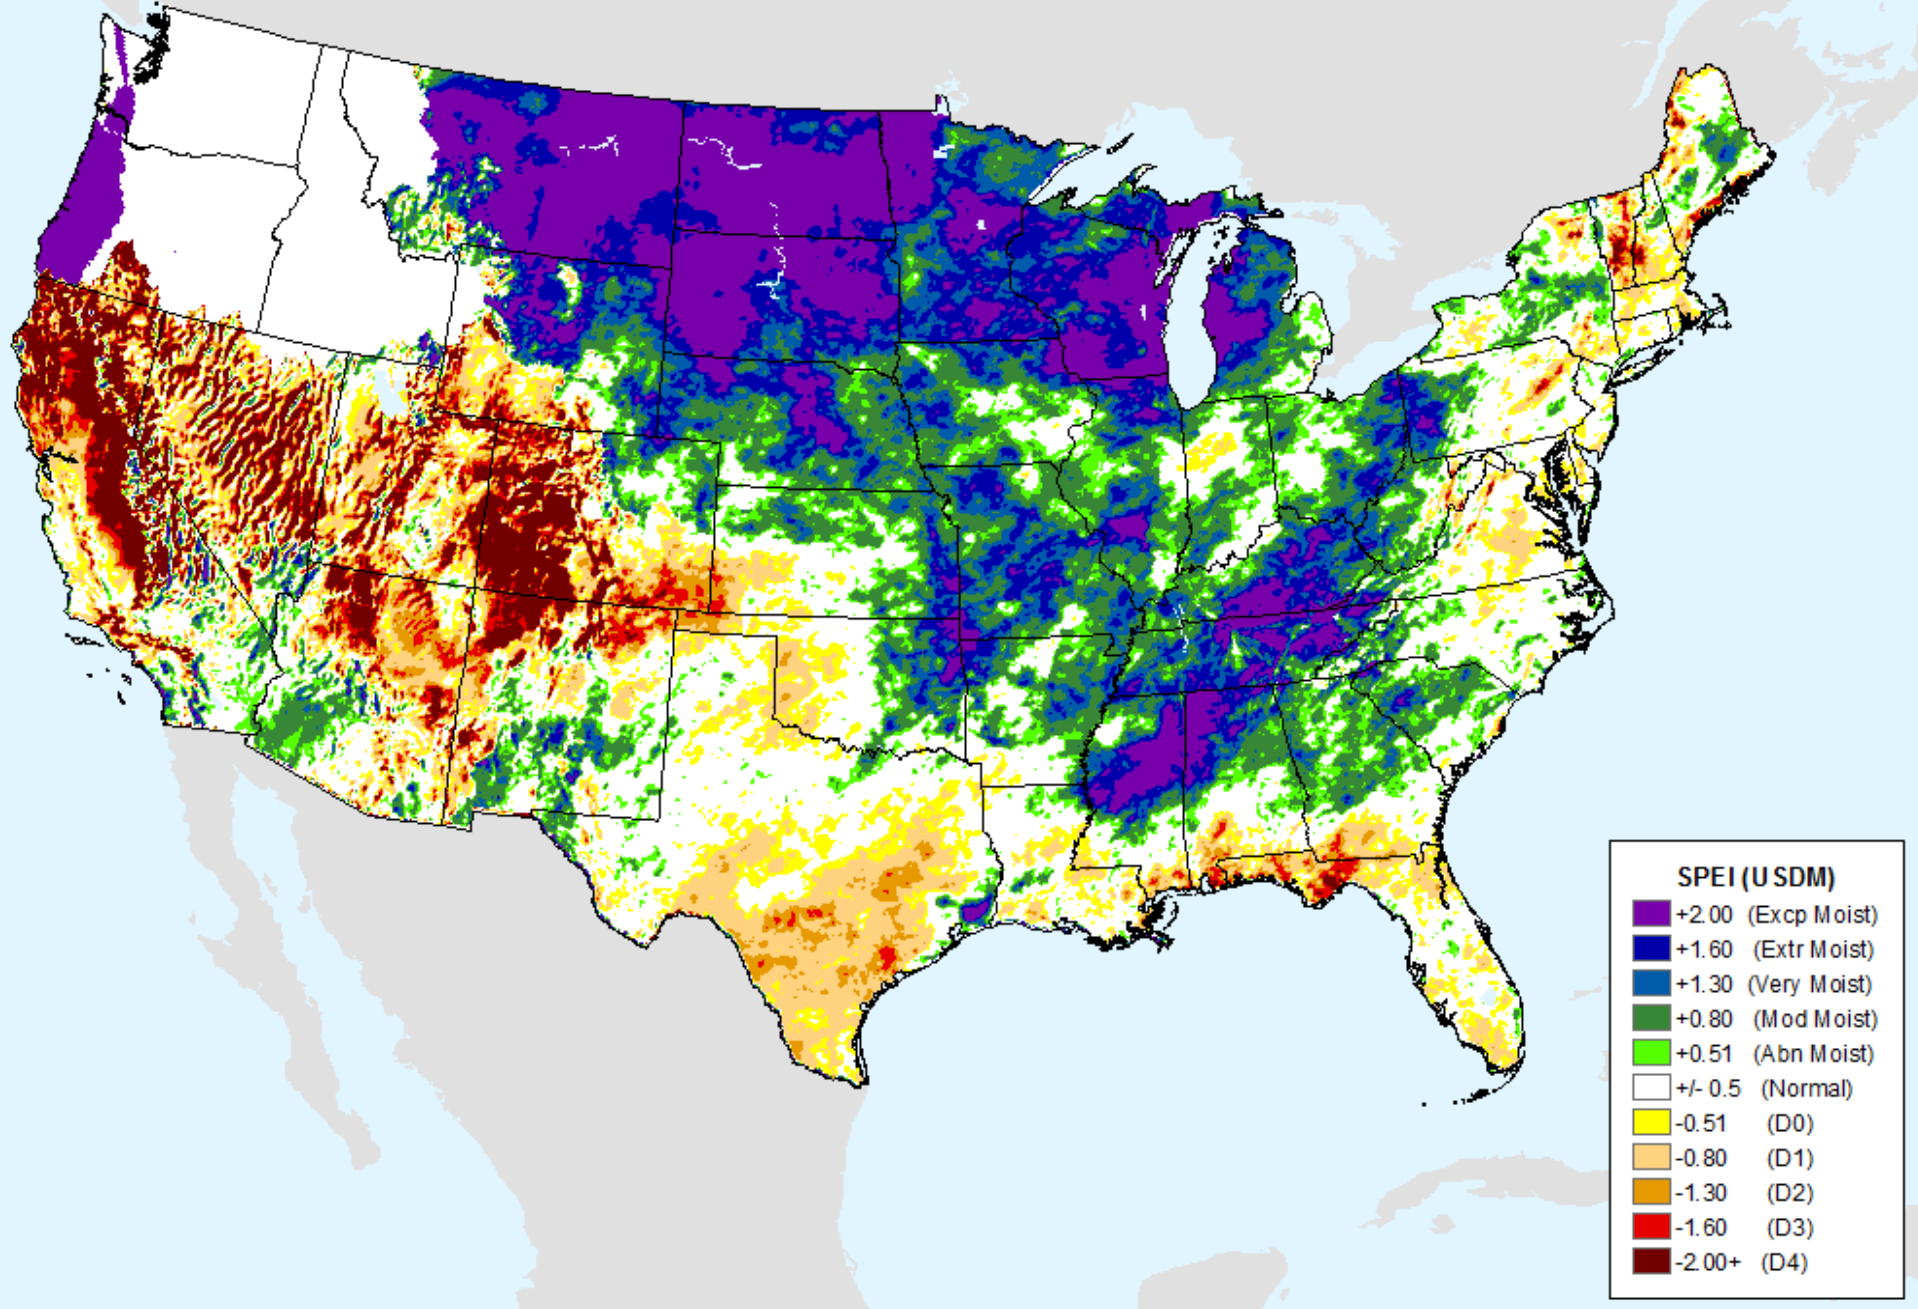 SPEI (USDM)
+2.00 (Excp Moist)
+1.60 (Extr Moist)
+1.30 (Very Moist)
+0.80 (Mod Moist)
+0.51 (Abn Moist)
+/- 0.5 (Normal)
-0.51 (D0)
-0.80 (D1)
-1.30 (D2)
-1.60 (D3)
-2.00+ (D4)